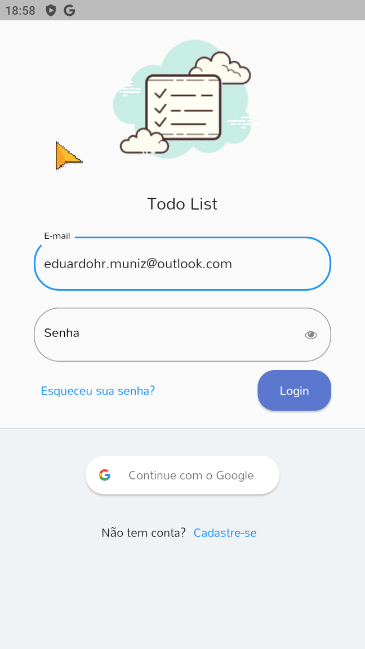 18:58
Todo List
E-mail
eduardohr.muniz@outlook.com
Senha
Esqueceu sua senha?
Login
Continue com o Google
Não tem conta? Cadastre-se